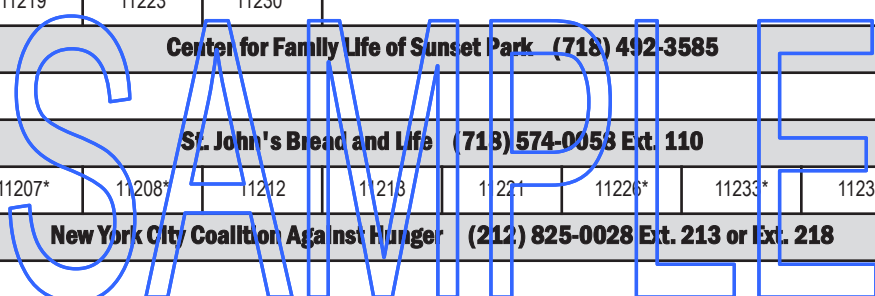 11219 11223 11230
Center for Family Life of Sunset Park (718) 492-3585
St. John's Bread and Life (718) 574-0058 Ext. 110
11207* 11208* 11212 11213 11221 11226* 11233*
New York City Coalition Against Hunger (212) 825-0028 Ext. 213 or Ext. 218
SAMPLE